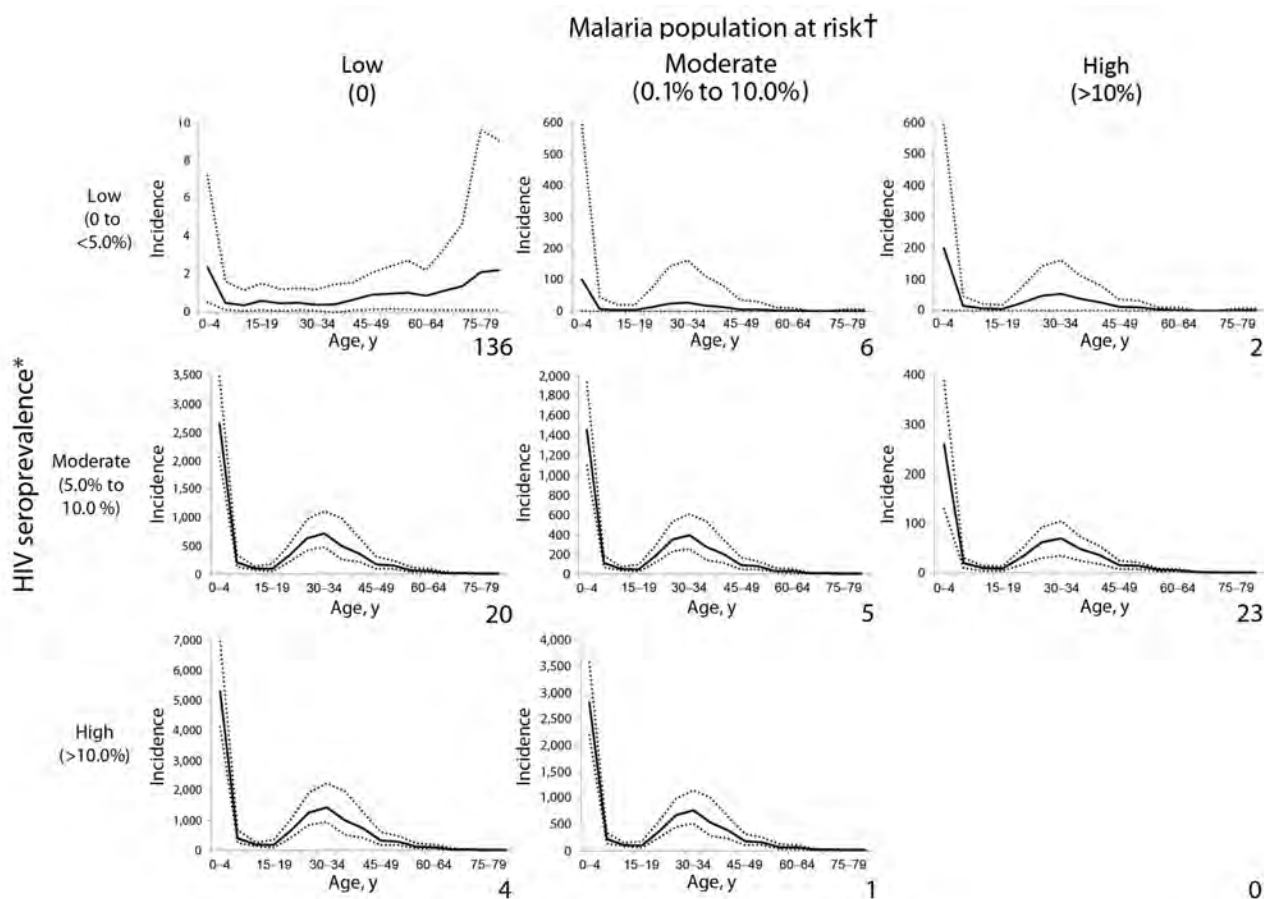 Malaria population at risk†
Low
(0)
Moderate
(0.1% to 10.0%)
High
(>10%)
HIV seroprevalence*
Low
(0 to
<5.0%)
Incidence
10
8
6
4
2
0
0–4 15–19 30–34 45–49 60–64 75–79
Age, y
136
Incidence
600
500
400
300
200
100
0
0–4 15–19 30–34 45–49 60–64 75–79
Age, y
6
Incidence
600
500
400
300
200
100
0
0–4 15–19 30–34 45–49 60–64 75–79
Age, y
2
Moderate
(5.0% to
10.0 %)
Incidence
3,500
3,000
2,500
2,000
1,500
1,000
500
0
0–4 15–19 30–34 45–49 60–64 75–79
Age, y
20
Incidence
2,000
1,800
1,600
1,400
1,200
1,000
800
600
400
200
0
0–4 15–19 30–34 45–49 60–64 75–79
Age, y
5
Incidence
400
300
200
100
0
0–4 15–19 30–34 45–49 60–64 75–79
Age, y
23
High
(>10.0%)
Incidence
7,000
6,000
5,000
4,000
3,000
2,000
1,000
0
0–4 15–19 30–34 45–49 60–64 75–79
Age, y
4
Incidence
4,000
3,500
3,000
2,500
2,000
1,500
1,000
500
0
0–4 15–19 30–34 45–49 60–64 75–79
Age, y
1
0